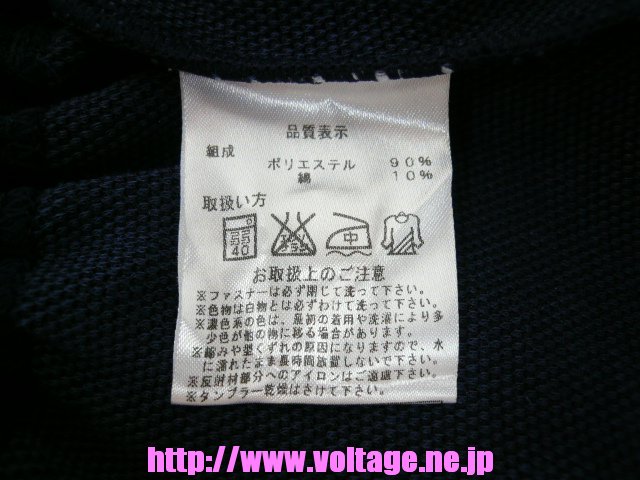 品質表示
組成
ポリエステル 90%
綿 10%
取扱い方
弱 40 中
お取扱上のご注意
※ファスナーは必ず閉じて洗って下さい。
※色物は白物とは必ずわけて洗って下さい。
※濃色系の色は、最初の着用や洗濯により多
少色が他の物に移る場合があります。
※縮みや型くずれの原因になりますので、水
に濡れたまま長時間放置しないで下さい。
※反射材部分へのアイロンはご遠慮下さい。
※タンブラー乾燥はさけて下さい。
http://www.voltage.ne.jp